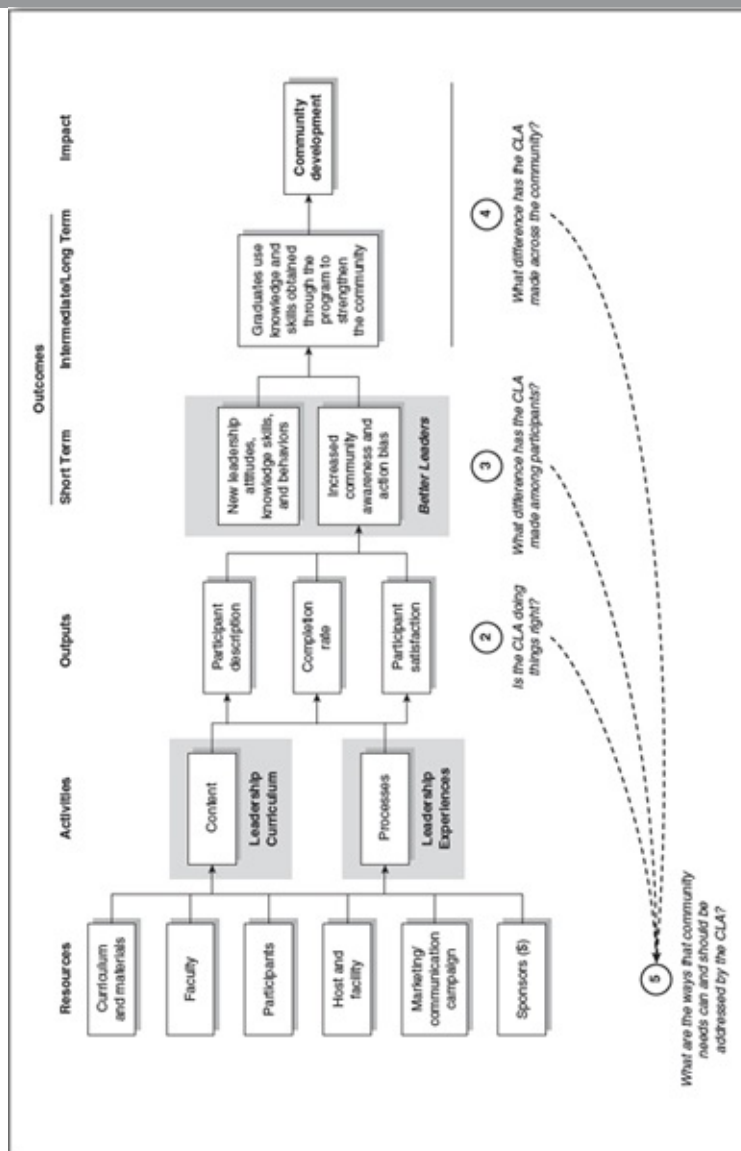 Outcomes
Resources
Activities
Outputs
Short Term
Intermediate/Long Term
Impact
Curriculum
and materials
Faculty
Participants
Host and
facility
Marketing/
communication
campaign
Sponsors ($)
Content
Leadership
Curriculum
Processes
Leadership
Experiences
Participant
description
Completion
rate
Participant
satisfaction
New leadership
attitudes,
knowledge skills,
and behaviors
Increased
community
awareness and
action bias
Better Leaders
Graduates use
knowledge and
skills obtained
through the
program to
strengthen
the community
Community
development
2
Is the CLA doing
things right?
3
What difference has the CLA
made among participants?
4
What difference has the CLA
made across the community?
5
What are the ways that community
needs can and should be
addressed by the CLA?